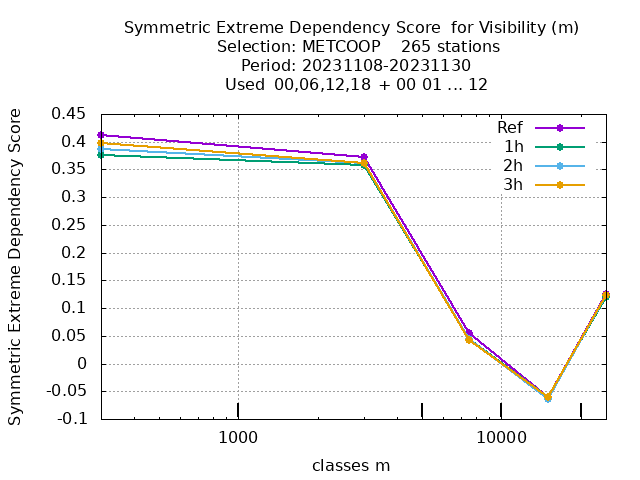 Symmetric Extreme Dependency Score  for Visibility (m)
Selection: METCOOP    265 stations
Period: 20231108-20231130
Used  00,06,12,18  + 00 01 ... 12
Symmetric Extreme Dependency Score
0.45
0.4
0.35
0.3
0.25
0.2
0.15
0.1
0.05
0
-0.05
-0.1
Ref
1h
2h
3h
1000
10000
classes m